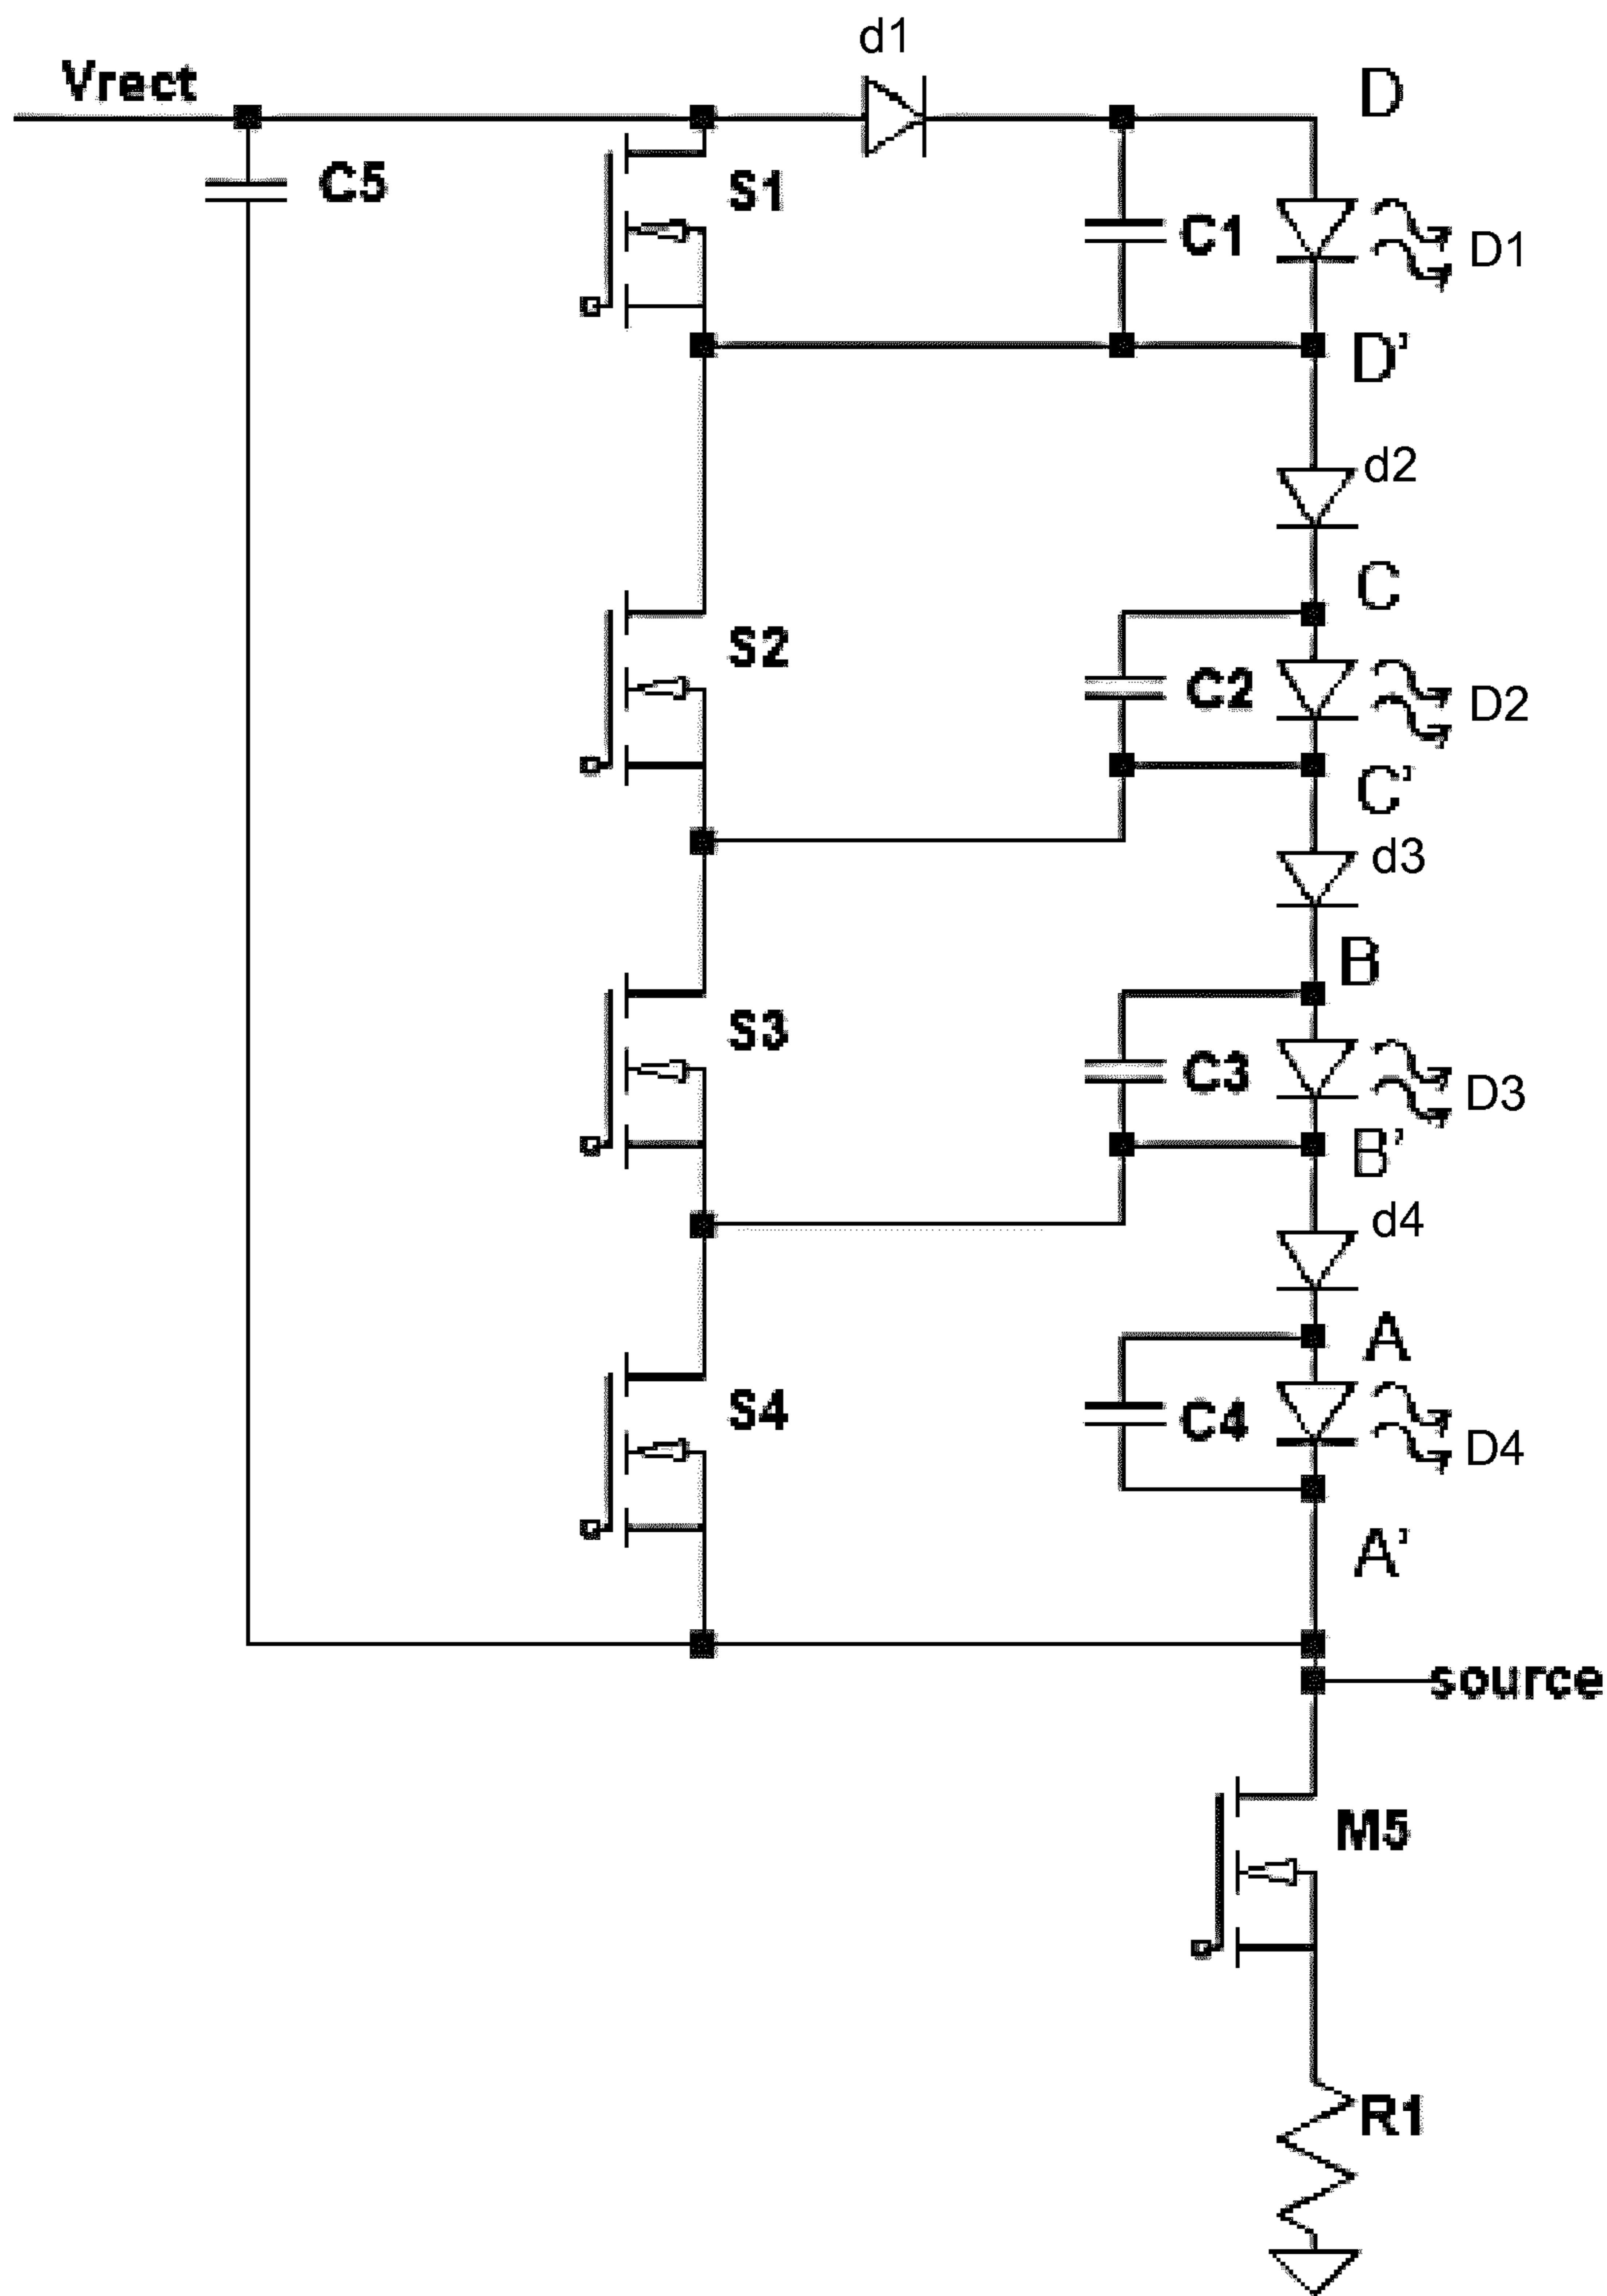 d1
Vrect
D
C5
S1
C1
D1
D'
d2
C
S2
C2
D2
C'
d3
B
S3
C3
D3
B'
d4
A
S4
C4
D4
A'
source
M5
R1